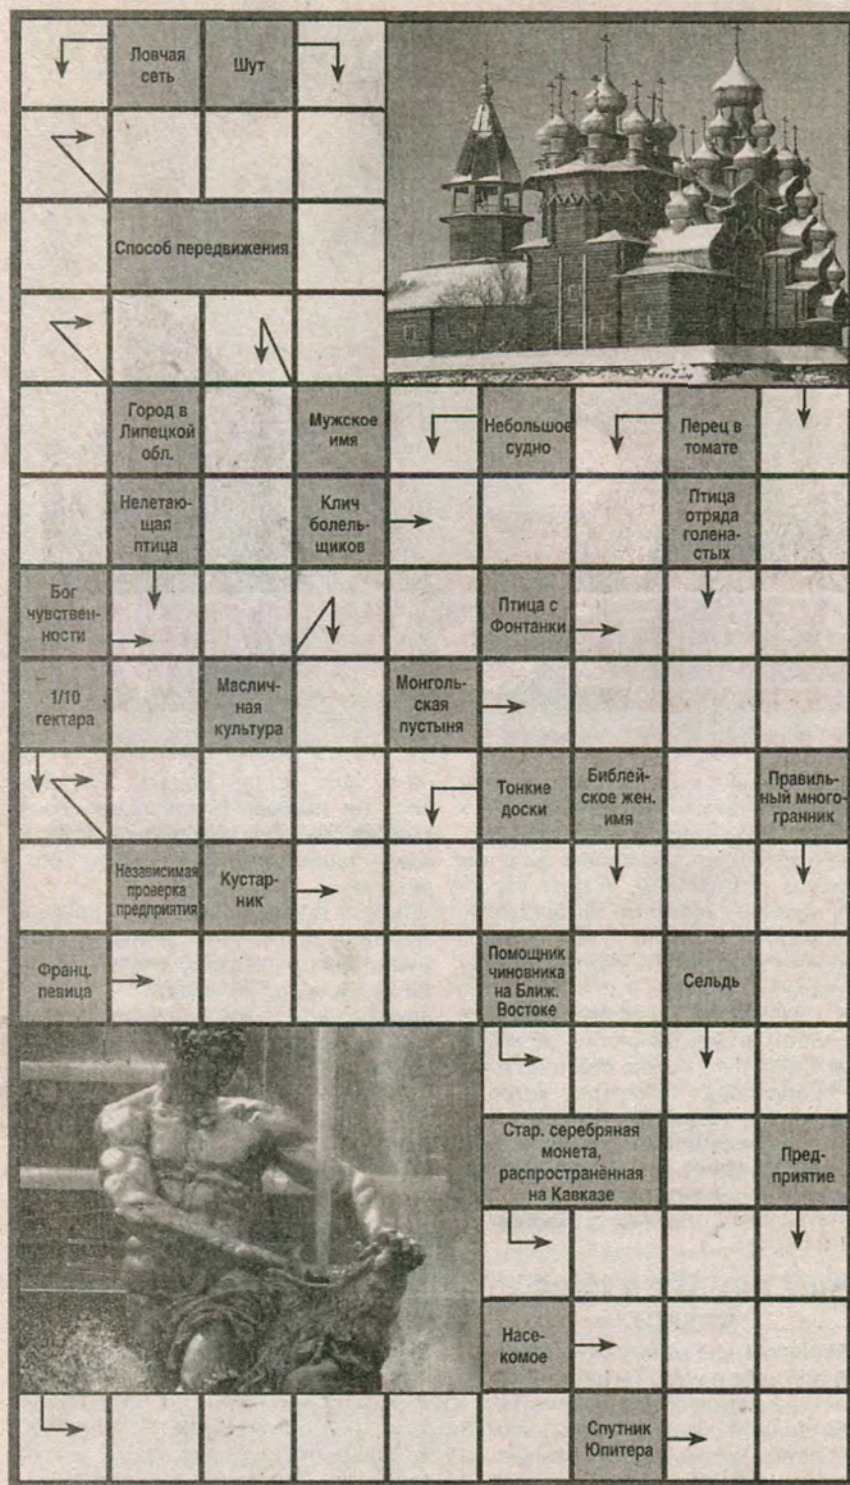 Ловчая
сеть
Шут
Способ передвижения
Город в
Липецкой
обл.
Мужское
имя
Небольшое
судно
Перец в
томате
Нелетаю-
щая
птица
Клич
болель-
щиков
Птица
отряда
голена-
стых
Бог
чувствен-
ности
Птица с
Фонтанки
1/10
гектара
Маслич-
ная
культура
Монголь-
ская
пустыня
Тонкие
доски
Библей-
ское жен.
имя
Правиль-
ный много-
гранник
Независимая
проверка
предприятия
Кустар-
ник
Франц.
певица
Помощник
чиновника
на Ближ.
Востоке
Сельдь
Стар. серебряная
монета,
распространённая
на Кавказе
Пред-
приятие
Насе-
комое
Спутник
Юпитера